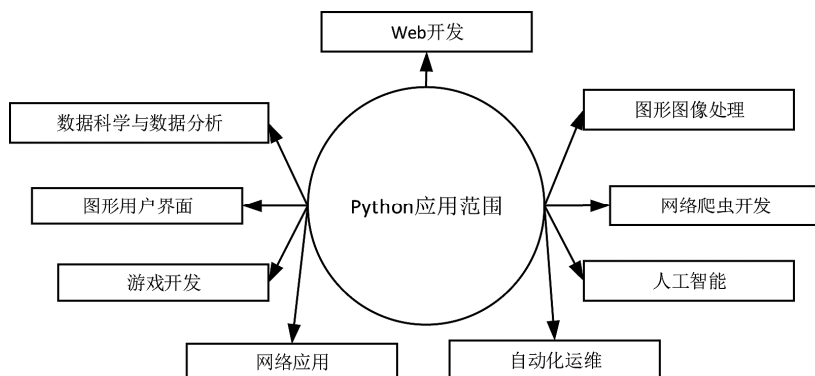 Web开发
数据科学与数据分析
图形图像处理
图形用户界面
Python应用范围
网络爬虫开发
游戏开发
人工智能
网络应用
自动化运维